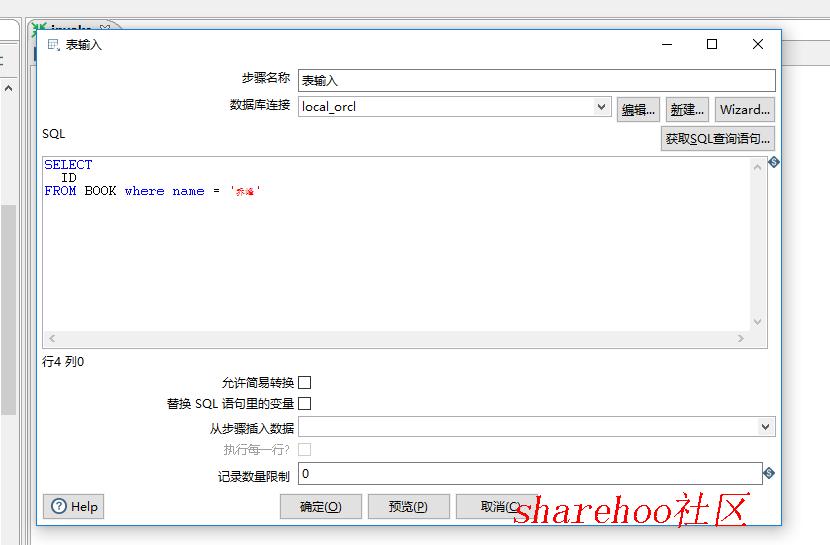 表输入
步骤名称 表输入
数据库连接 local_orcl 编辑... 新建... Wizard...
SQL 获取SQL查询语句...
SELECT
ID
FROM BOOK where name = '乔峰'
行4 列0
允许简易转换
替换 SQL 语句里的变量
从步骤插入数据
执行每一行?
记录数量限制 0
Help 确定(O) 预览(P) 取消(C)
sharehoo社区